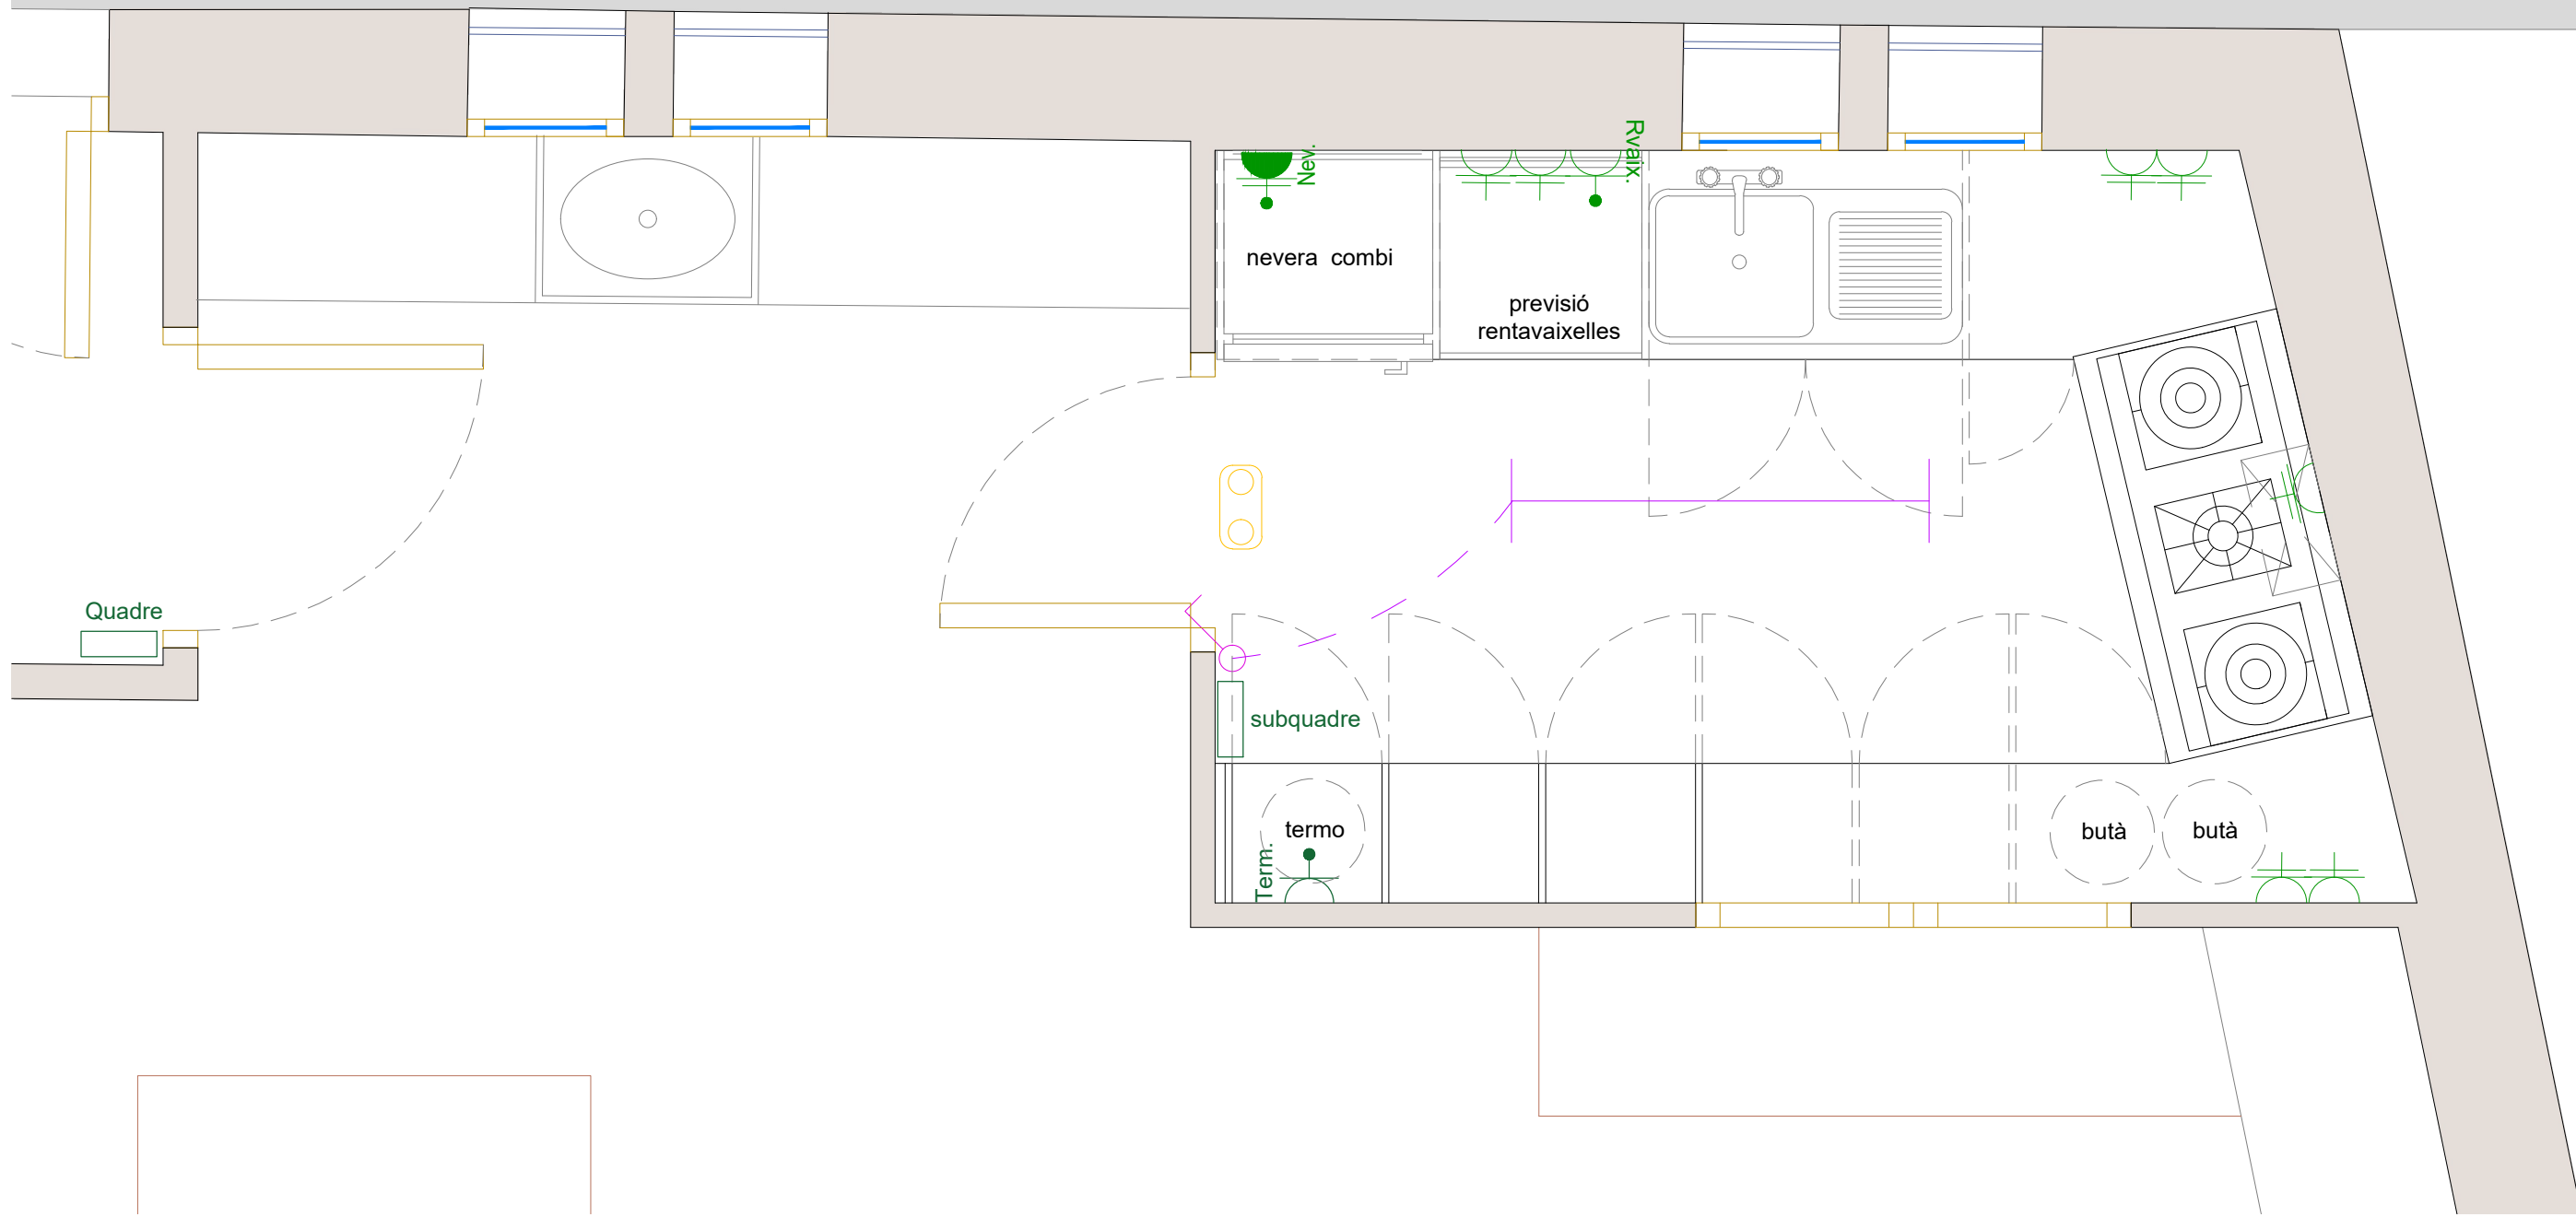 Nev.
Rvaix.
nevera combi
previsió
rentavaixelles
Quadre
subquadre
termo
Term.
butà
butà